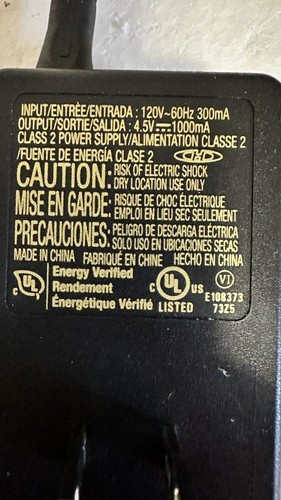 INPUT/ENTRÉE/ENTRADA : 120V~60Hz 300mA
OUTPUT/SORTIE/SALIDA : 4.5V⎓1000mA
CLASS 2 POWER SUPPLY/ALIMENTATION CLASSE 2
/FUENTE DE ENERGÍA CLASE 2
CAUTION: RISK OF ELECTRIC SHOCK
DRY LOCATION USE ONLY
MISE EN GARDE: RISQUE DE CHOC ÉLECTRIQUE
EMPLOI EN LIEU SEC SEULEMENT
PRECAUCIONES: PELIGRO DE DESCARGA ELÉCTRICA
SOLO USO EN UBICACIONES SECAS
MADE IN CHINA FABRIQUÉ EN CHINE HECHO EN CHINA
c UL Energy Verified
Rendement
Énergétique Vérifié
c UL US
LISTED
VI
E108373
73Z5